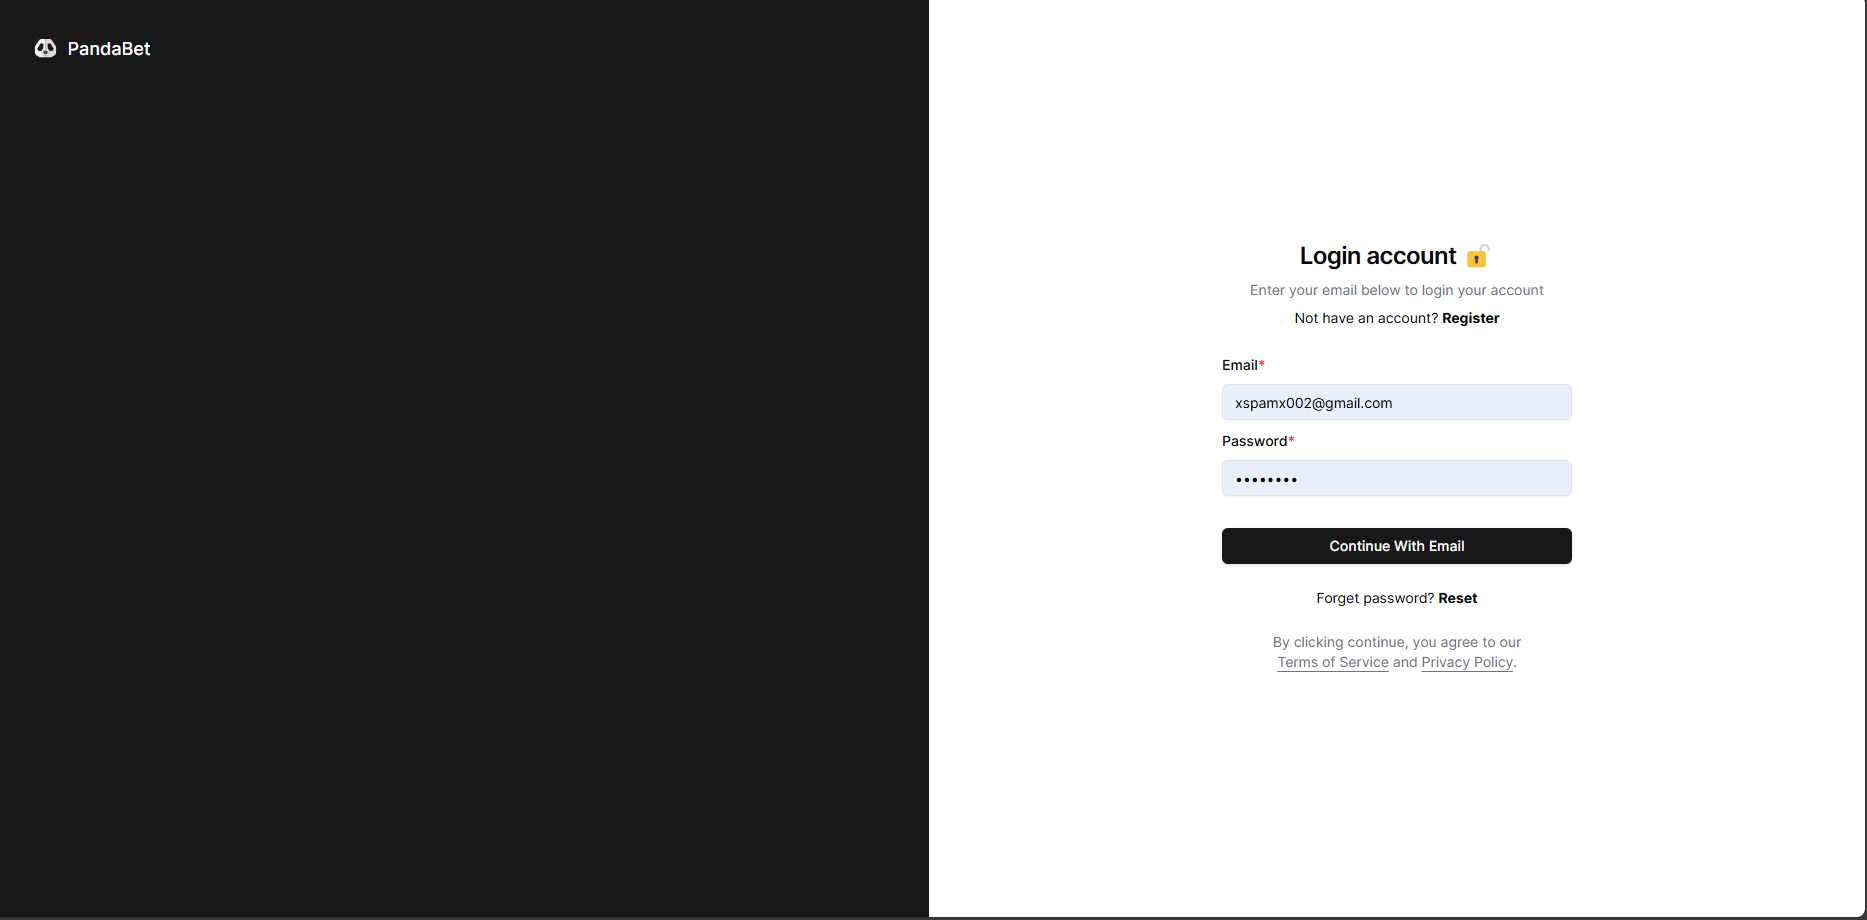 PandaBet
Login account
Enter your email below to login your account
Not have an account? Register
Email*
xspamx002@gmail.com
Password*
••••••••
Continue With Email
Forget password? Reset
By clicking continue, you agree to our
Terms of Service and Privacy Policy.